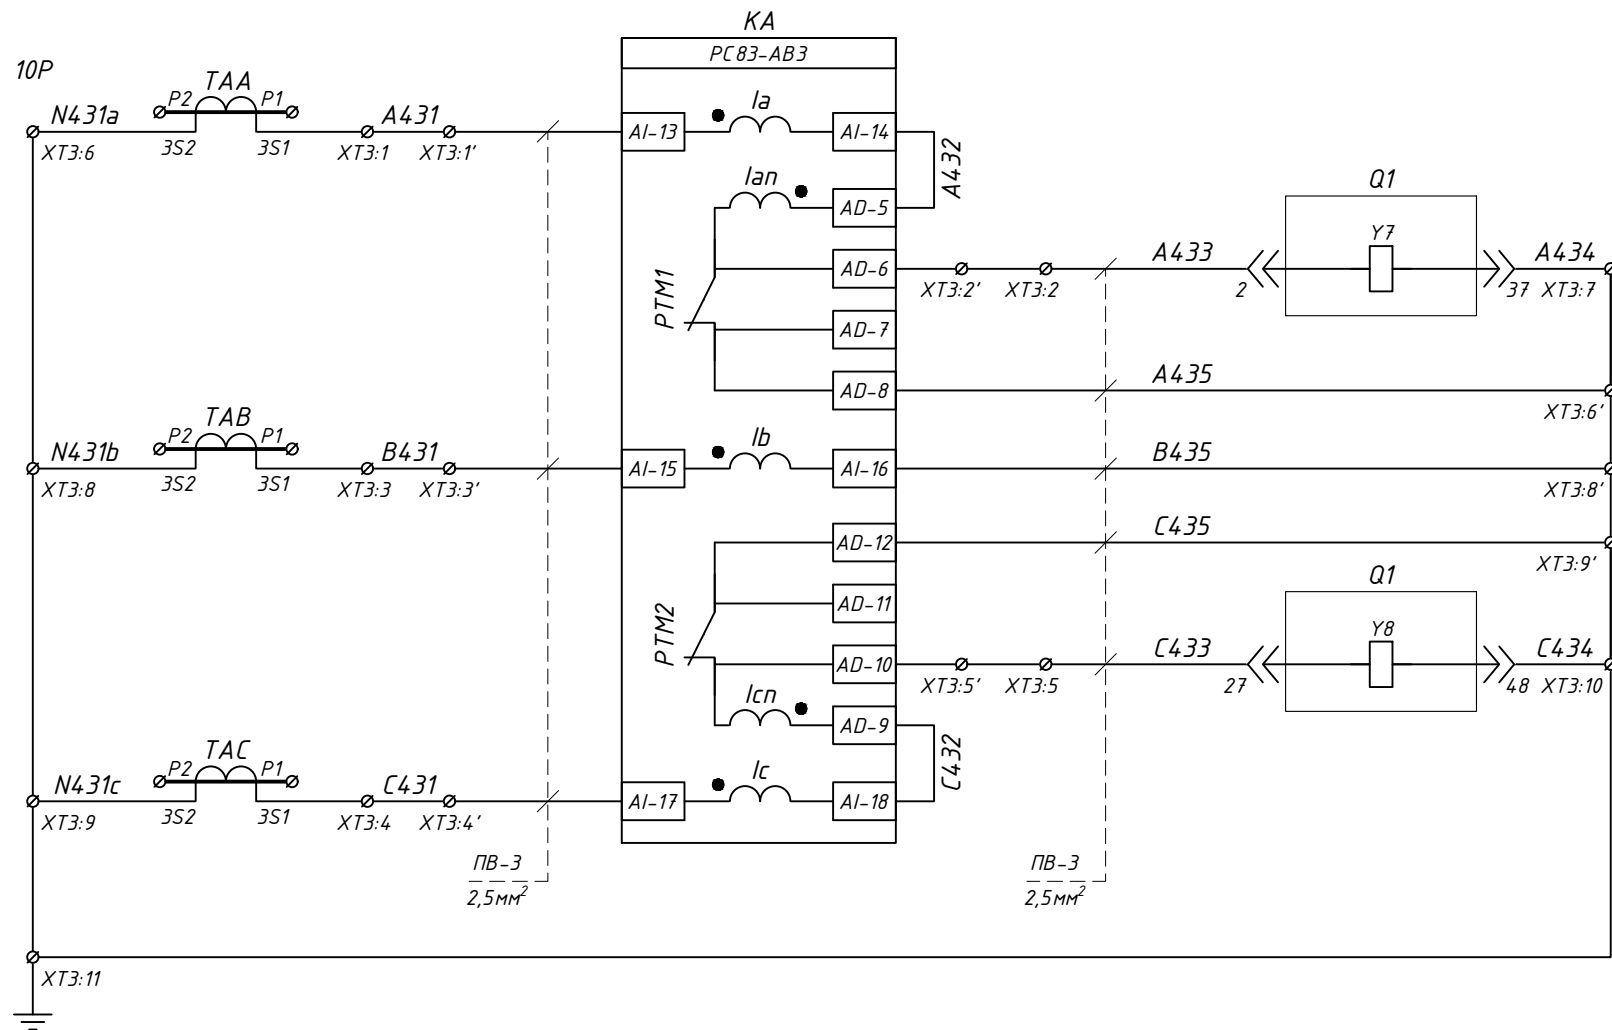 KA
РС83-АВ3
10P
TAA
P2
P1
N431a
A431
XT3:6
3S2
3S1
XT3:1
XT3:1'
AI-13
Ia
AI-14
A432
Ian
AD-5
Q1
Y7
AD-6
A433
A434
XT3:2'
XT3:2
2
37
XT3:7
РТМ1
AD-7
AD-8
A435
XT3:6'
TAB
P2
P1
N431b
B431
XT3:8
3S2
3S1
XT3:3
XT3:3'
AI-15
Ib
AI-16
B435
XT3:8'
AD-12
C435
XT3:9'
AD-11
Q1
Y8
РТМ2
AD-10
C433
C434
XT3:5'
XT3:5
27
48
XT3:10
Icn
AD-9
C432
TAC
P2
P1
N431c
C431
XT3:9
3S2
3S1
XT3:4
XT3:4'
AI-17
Ic
AI-18
ПВ-3
2,5мм²
ПВ-3
2,5мм²
XT3:11